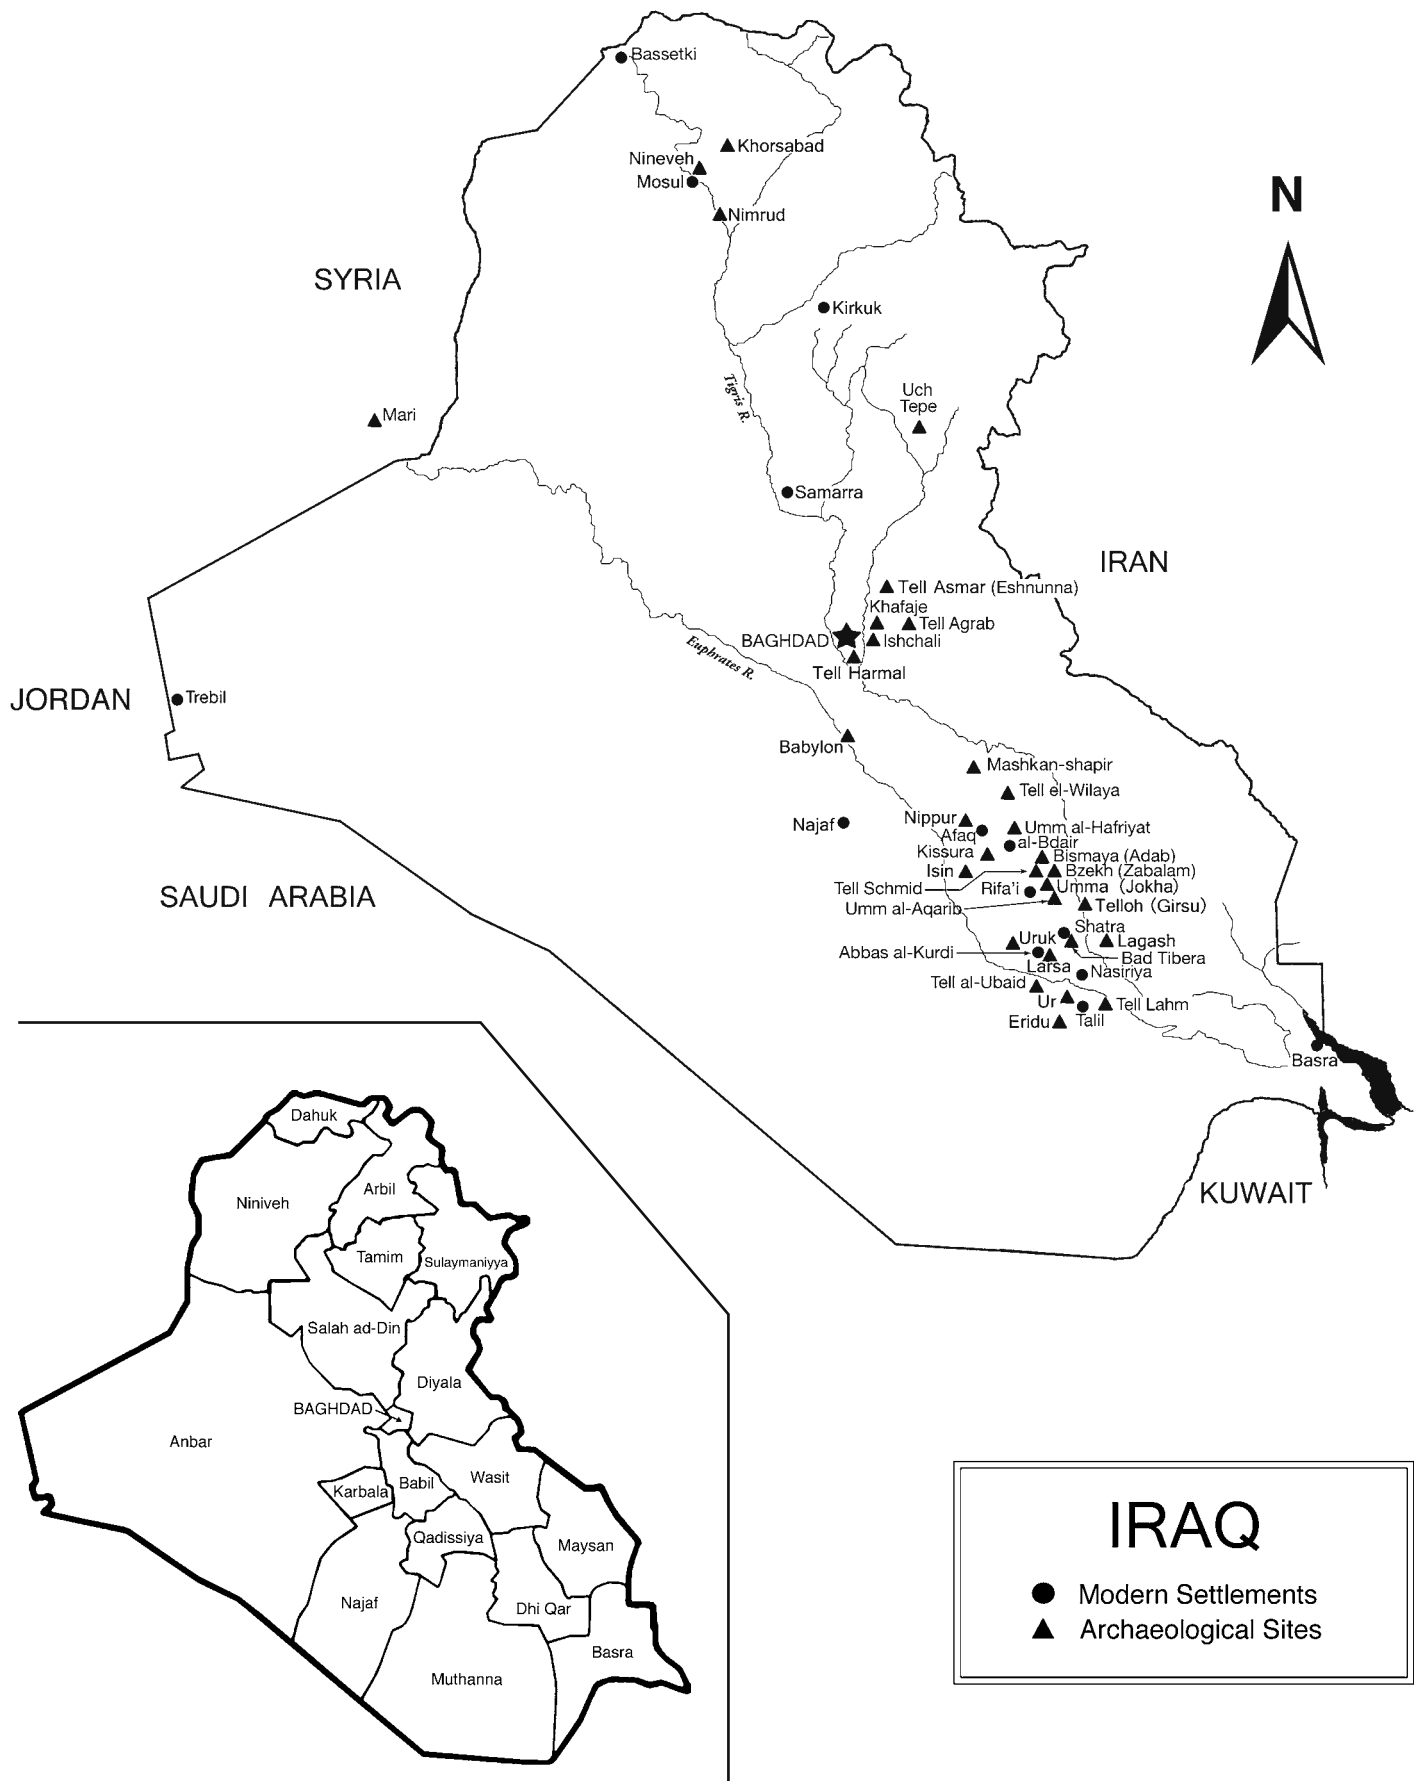 Bassetki
Khorsabad
Nineveh
Mosul
Nimrud
N
SYRIA
Kirkuk
Tigris R.
Uch
Tepe
Mari
Samarra
IRAN
Tell Asmar (Eshnunna)
Khafaje
Tell Agrab
BAGHDAD
Ishchali
Euphrates R.
Tell Harmal
JORDAN
Trebil
Babylon
Mashkan-shapir
Tell el-Wilaya
Najaf
Nippur
Afaq
Umm al-Hafriyat
al-Bdair
Kissura
Bismaya (Adab)
Isin
Bzekh (Zabalam)
Tell Schmid
Rifa'i
Umma (Jokha)
SAUDI ARABIA
Umm al-Aqarib
Telloh (Girsu)
Shatra
Uruk
Lagash
Abbas al-Kurdi
Bad Tibera
Larsa
Nasiriya
Tell al-Ubaid
Ur
Tell Lahm
Eridu
Talil
Basra
KUWAIT
Dahuk
Niniveh
Arbil
Tamim
Sulaymaniyya
Salah ad-Din
Diyala
BAGHDAD
Anbar
Wasit
Babil
Karbala
Qadissiya
Maysan
Najaf
Dhi Qar
Basra
Muthanna
IRAQ
Modern Settlements
Archaeological Sites